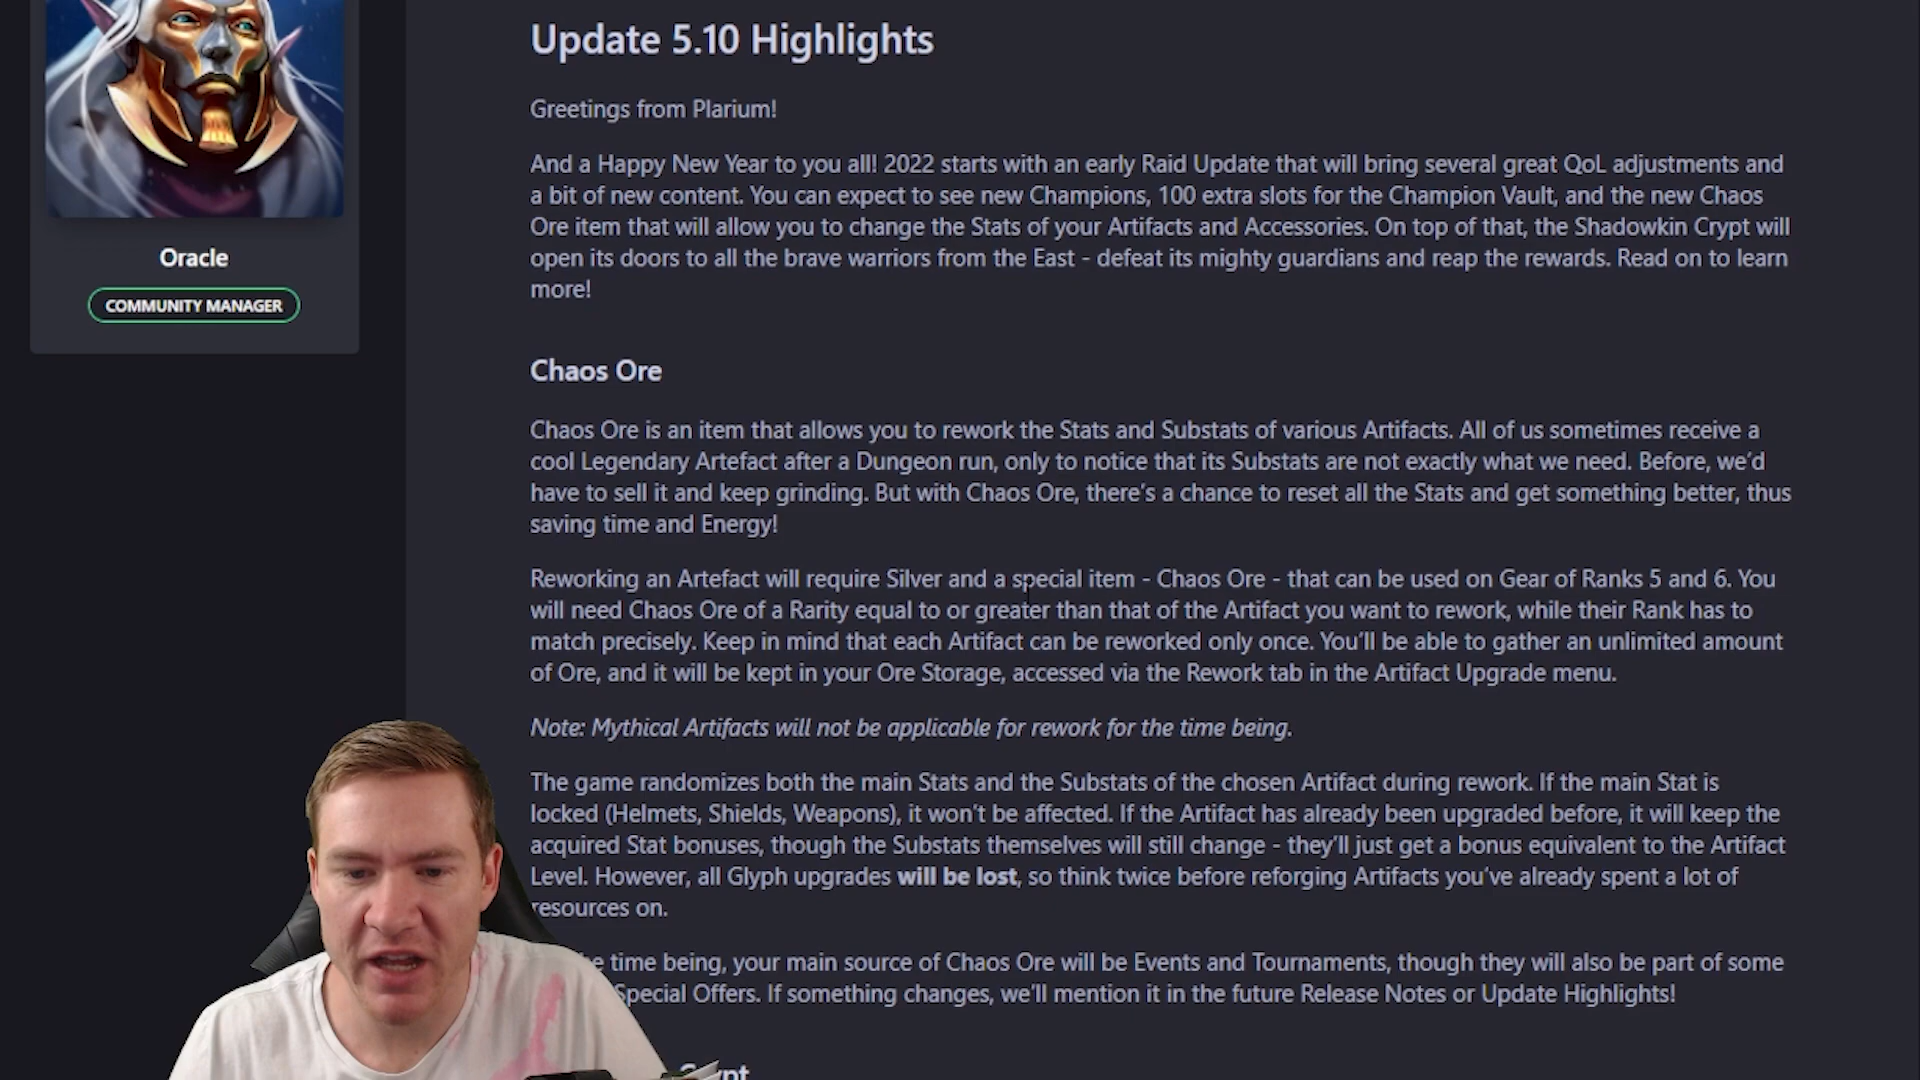 Update 5.10 Highlights
Greetings from Plarium!
And a Happy New Year to you all! 2022 starts with an early Raid Update that will bring several great QoL adjustments and
a bit of new content. You can expect to see new Champions, 100 extra slots for the Champion Vault, and the new Chaos
Ore item that will allow you to change the Stats of your Artifacts and Accessories. On top of that, the Shadowkin Crypt will
open its doors to all the brave warriors from the East - defeat its mighty guardians and reap the rewards. Read on to learn
more!
Oracle
COMMUNITY MANAGER
Chaos Ore
Chaos Ore is an item that allows you to rework the Stats and Substats of various Artifacts. All of us sometimes receive a
cool Legendary Artefact after a Dungeon run, only to notice that its Substats are not exactly what we need. Before, we'd
have to sell it and keep grinding. But with Chaos Ore, there's a chance to reset all the Stats and get something better, thus
saving time and Energy!
Reworking an Artefact will require Silver and a special item - Chaos Ore - that can be used on Gear of Ranks 5 and 6. You
will need Chaos Ore of a Rarity equal to or greater than that of the Artifact you want to rework, while their Rank has to
match precisely. Keep in mind that each Artifact can be reworked only once. You'll be able to gather an unlimited amount
of Ore, and it will be kept in your Ore Storage, accessed via the Rework tab in the Artifact Upgrade menu.
Note: Mythical Artifacts will not be applicable for rework for the time being.
The game randomizes both the main Stats and the Substats of the chosen Artifact during rework. If the main Stat is
locked (Helmets, Shields, Weapons), it won't be affected. If the Artifact has already been upgraded before, it will keep the
acquired Stat bonuses, though the Substats themselves will still change - they'll just get a bonus equivalent to the Artifact
Level. However, all Glyph upgrades will be lost, so think twice before reforging Artifacts you've already spent a lot of
resources on.
time being, your main source of Chaos Ore will be Events and Tournaments, though they will also be part of some
Special Offers. If something changes, we'll mention it in the future Release Notes or Update Highlights!